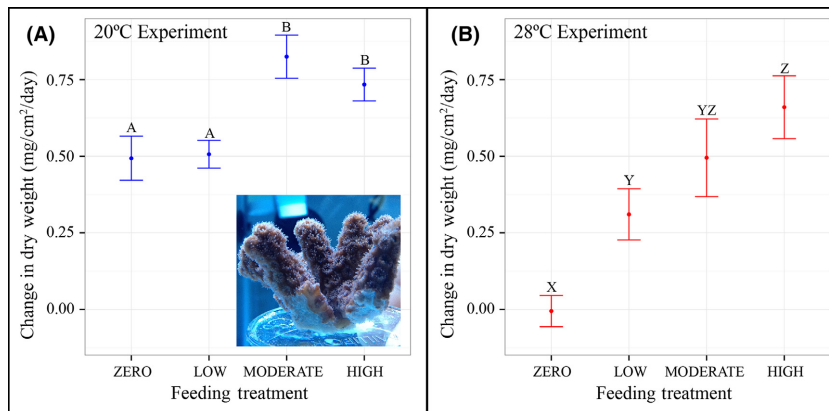 (A) 20ºC Experiment
Change in dry weight (mg/cm²/day)
0.75
0.50
0.25
0.00
A
A
B
B
ZERO LOW MODERATE HIGH
Feeding treatment
(B) 28ºC Experiment
Change in dry weight (mg/cm²/day)
0.75
0.50
0.25
0.00
X
Y
YZ
Z
ZERO LOW MODERATE HIGH
Feeding treatment